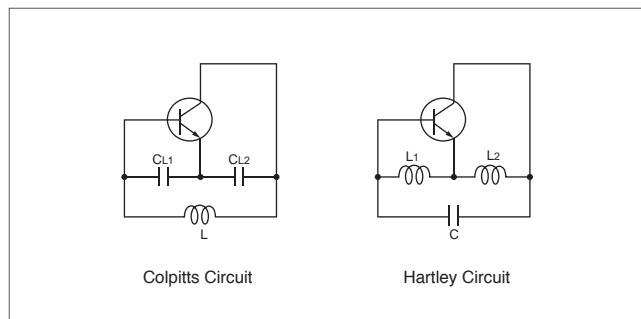 CL1 CL2
L
Colpitts Circuit
L1 L2
C
Hartley Circuit